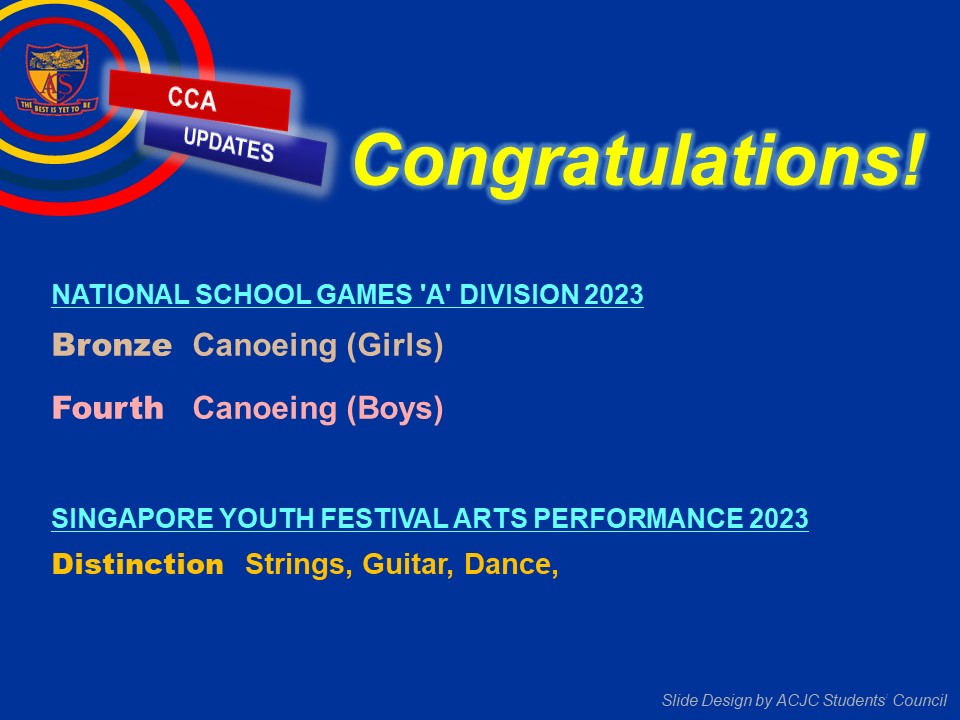 ACS
THE BEST IS YET TO BE
CCA
UPDATES
Congratulations!
NATIONAL SCHOOL GAMES 'A' DIVISION 2023
Bronze Canoeing (Girls)
Fourth Canoeing (Boys)
SINGAPORE YOUTH FESTIVAL ARTS PERFORMANCE 2023
Distinction Strings, Guitar, Dance,
Slide Design by ACJC Students’ Council